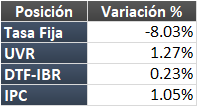 Posición Variación %
Tasa Fija -8.03%
UVR 1.27%
DTF-IBR 0.23%
IPC 1.05%